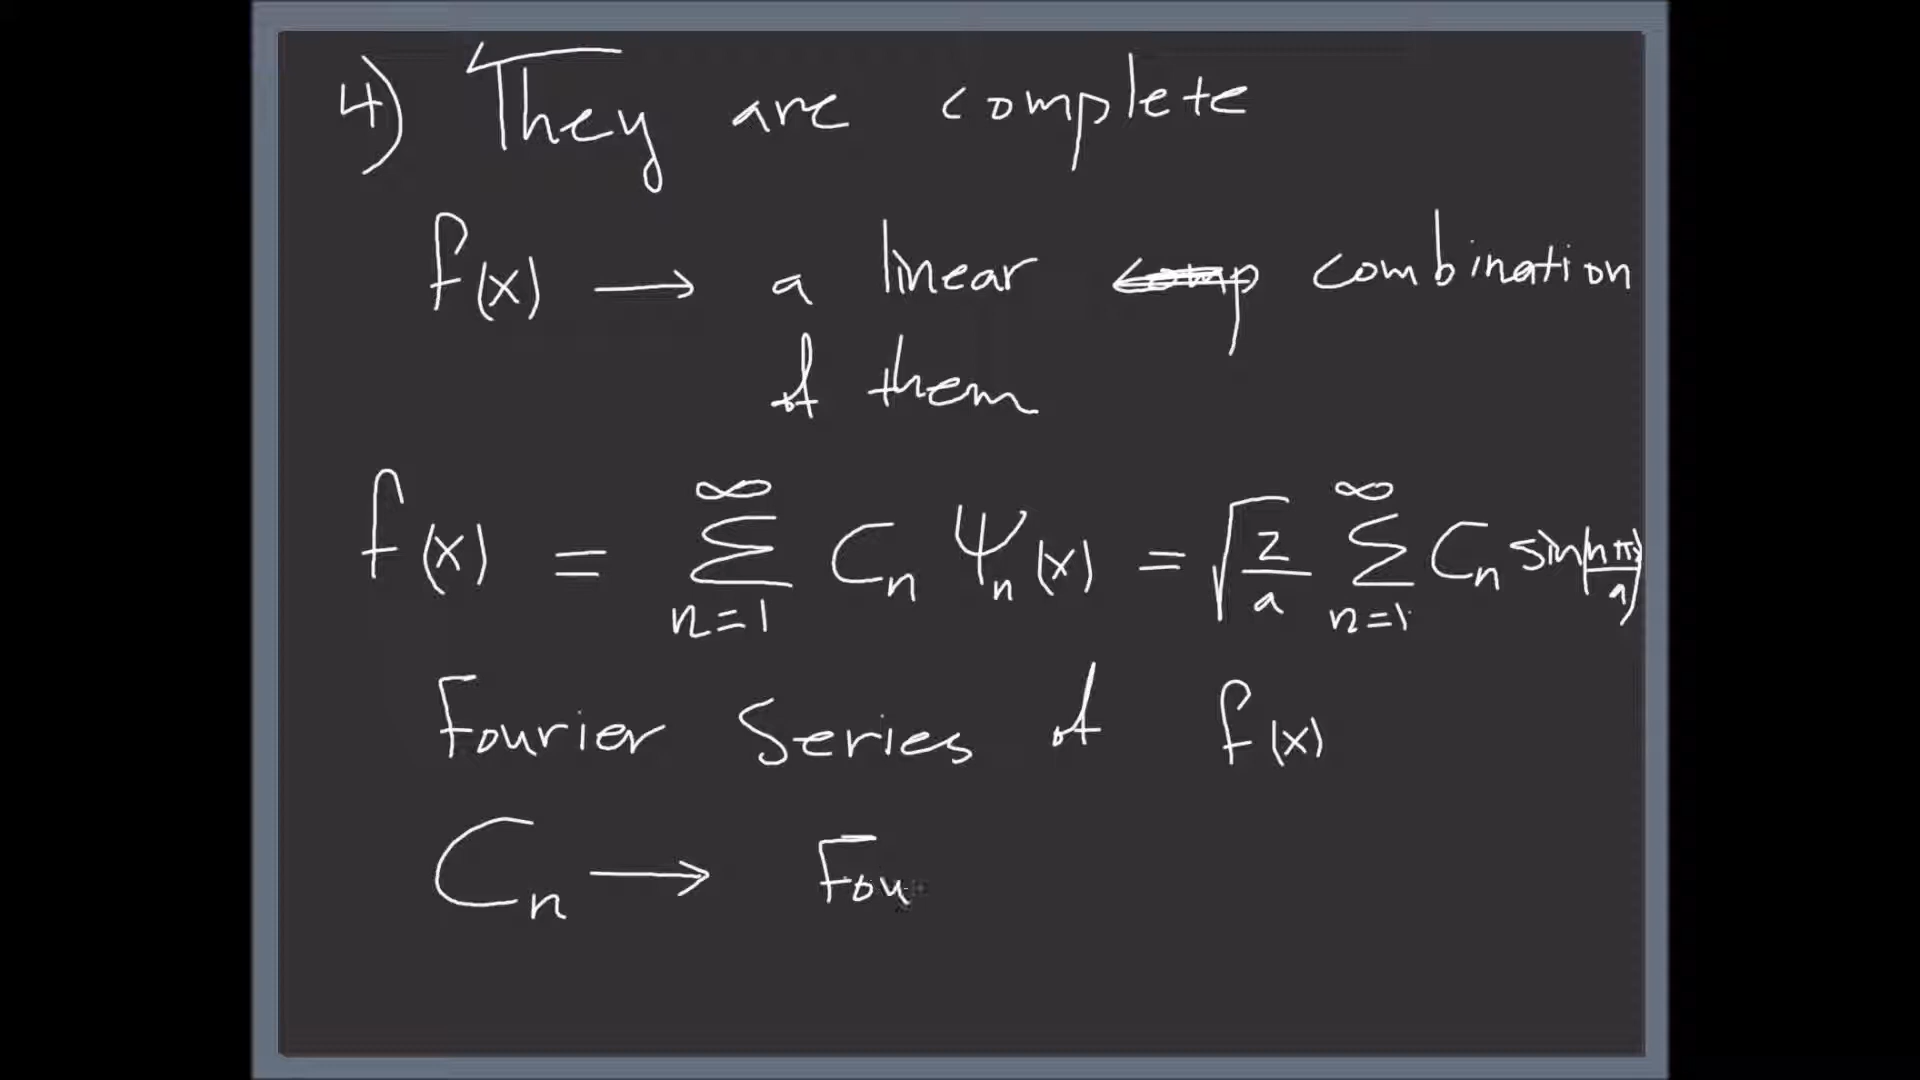 4) They are complete
f(x) → a linear comp combination
of them
f(x) = ∑_{n=1}^{∞} C_n Ψ_n(x) = √(2/a) ∑_{n=1}^{∞} C_n sin(nπx/a)
Fourier Series of f(x)
C_n → Fou